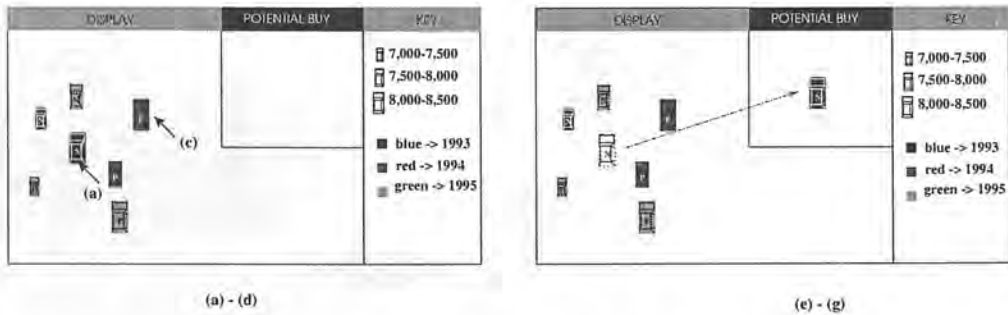 DISPLAY POTENTIAL BUY KEY
7,000-7,500
7,500-8,000
8,000-8,500
(c)
blue -> 1993
P
red -> 1994
(a)
green -> 1995
(a) - (d)
DISPLAY POTENTIAL BUY KEY
7,000-7,500
7,500-8,000
8,000-8,500
blue -> 1993
P
red -> 1994
green -> 1995
(e) - (g)